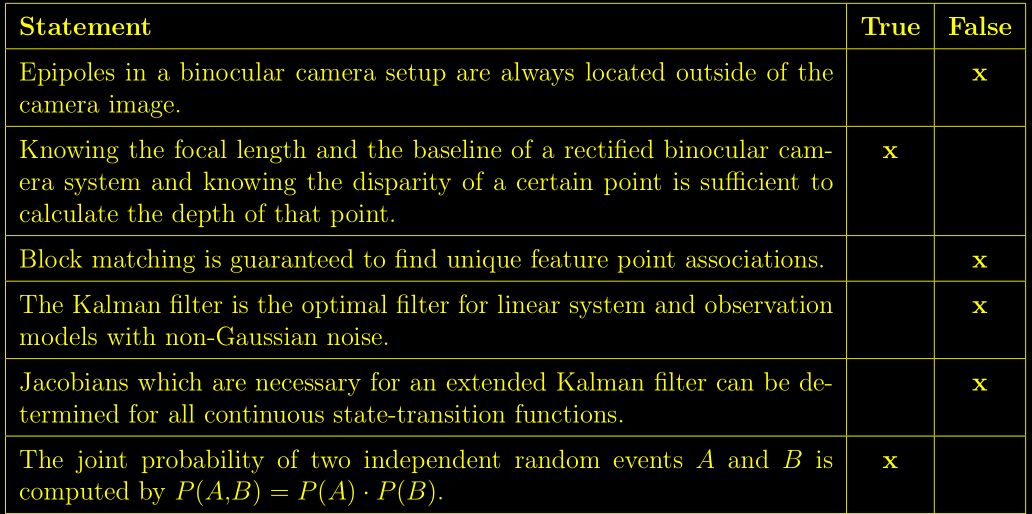 Statement True False
Epipoles in a binocular camera setup are always located outside of the x
camera image.
Knowing the focal length and the baseline of a rectified binocular cam- x
era system and knowing the disparity of a certain point is sufficient to
calculate the depth of that point.
Block matching is guaranteed to find unique feature point associations. x
The Kalman filter is the optimal filter for linear system and observation x
models with non-Gaussian noise.
Jacobians which are necessary for an extended Kalman filter can be de- x
termined for all continuous state-transition functions.
The joint probability of two independent random events A and B is x
computed by P(A,B) = P(A) · P(B).